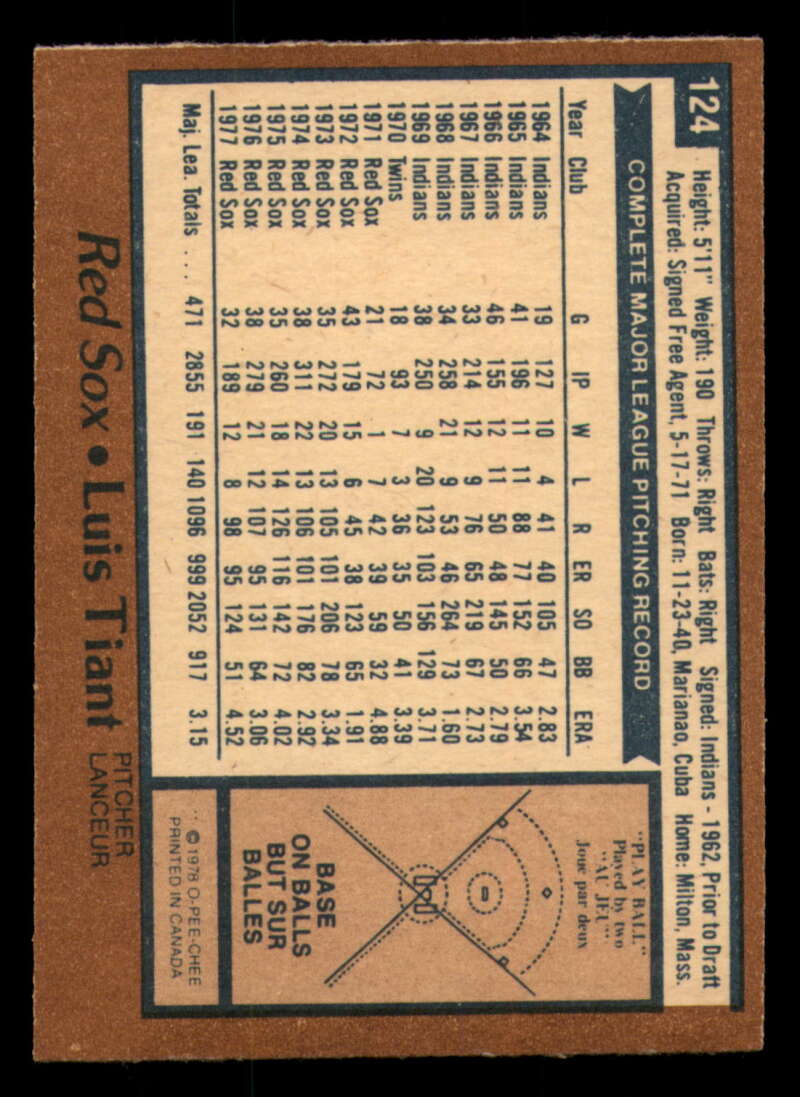 124
Height: 5'11" Weight: 190 Throws: Right Bats: Right Signed: Indians - 1962, Prior to Draft
Acquired: Signed Free Agent, 5-17-71 Born: 11-23-40, Marianao, Cuba Home: Milton, Mass.
COMPLETE MAJOR LEAGUE PITCHING RECORD
Year Club G IP W L R ER SO BB ERA
1964 Indians 19 127 10 4 41 40 105 47 2.83
1965 Indians 41 196 11 11 88 77 152 66 3.54
1966 Indians 46 155 12 11 50 48 145 50 2.79
1967 Indians 33 214 12 9 76 65 219 67 2.73
1968 Indians 34 258 21 9 53 46 264 73 1.60
1969 Indians 38 250 9 20 123 103 156 129 3.71
1970 Twins 18 93 7 3 36 35 50 41 3.39
1971 Red Sox 21 72 1 7 42 39 59 32 4.88
1972 Red Sox 43 179 15 6 45 38 123 65 1.91
1973 Red Sox 35 272 20 13 105 101 206 78 3.34
1974 Red Sox 38 311 22 13 106 101 176 82 2.92
1975 Red Sox 35 260 18 14 126 116 142 72 4.02
1976 Red Sox 38 279 21 12 107 95 131 64 3.06
1977 Red Sox 32 189 12 8 98 95 124 51 4.52
Maj. Lea. Totals . . . 471 2855 191 140 1096 999 2052 917 3.15
"PLAY BALL"
Played by two
"AU JEU"
Joue par deux
BASE
ON BALLS
BUT SUR
BALLES
** © 1978 O-PEE-CHEE
PRINTED IN CANADA
Red Sox • Luis Tiant
PITCHER
LANCEUR